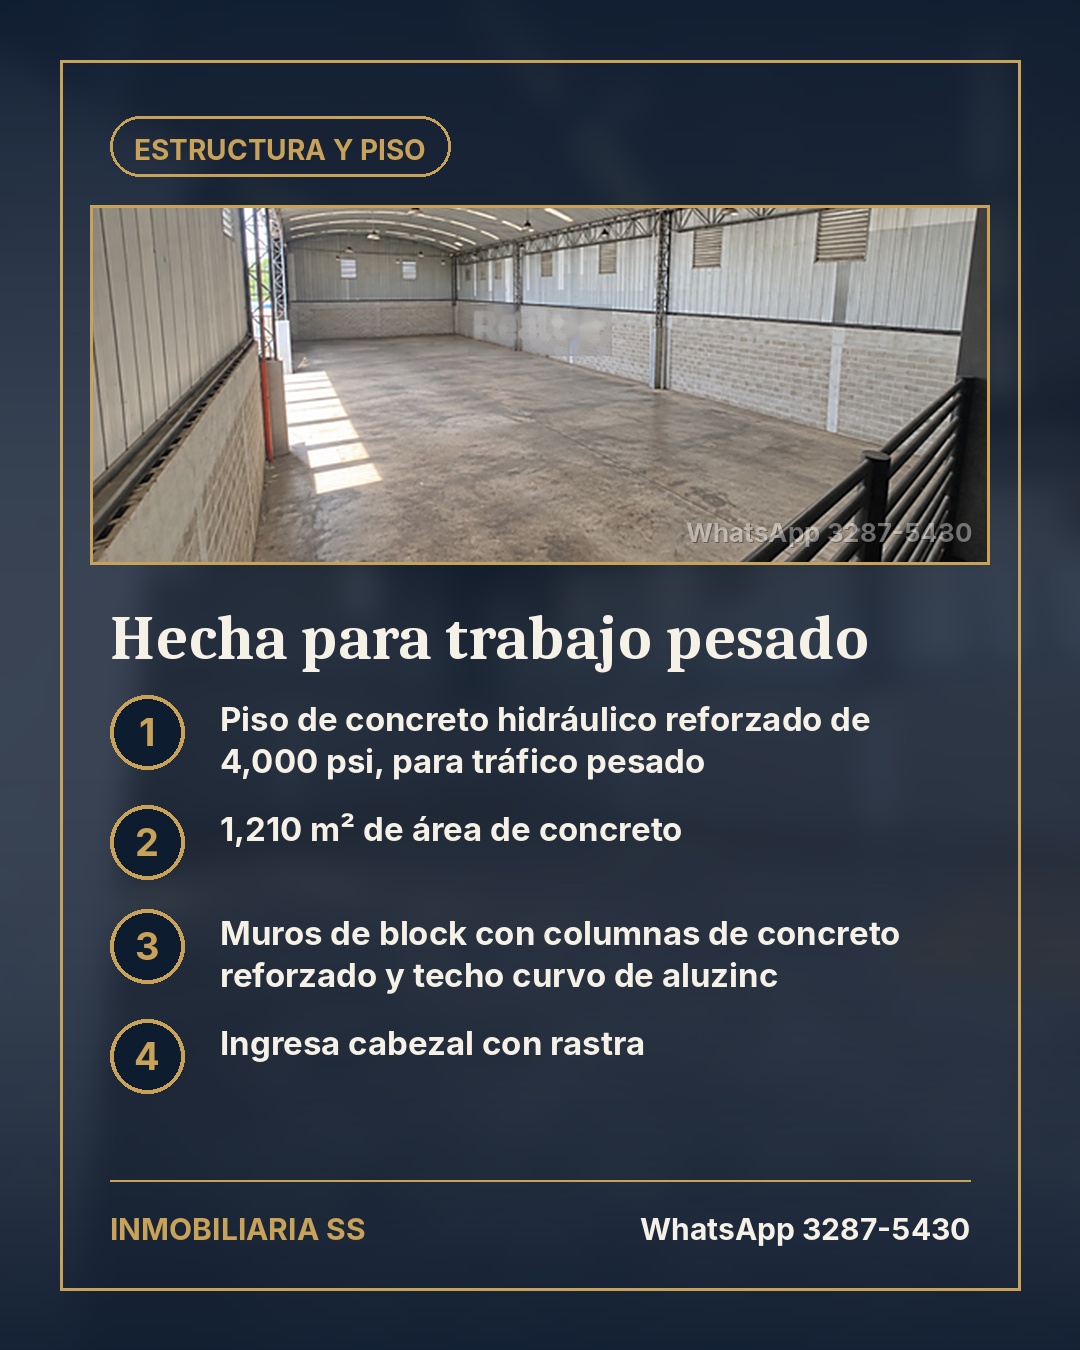 ESTRUCTURA Y PISO
WhatsApp 3287-5430
Hecha para trabajo pesado
1
Piso de concreto hidráulico reforzado de
4,000 psi, para tráfico pesado
2
1,210 m² de área de concreto
3
Muros de block con columnas de concreto
reforzado y techo curvo de aluzinc
4
Ingresa cabezal con rastra
INMOBILIARIA SS
WhatsApp 3287-5430